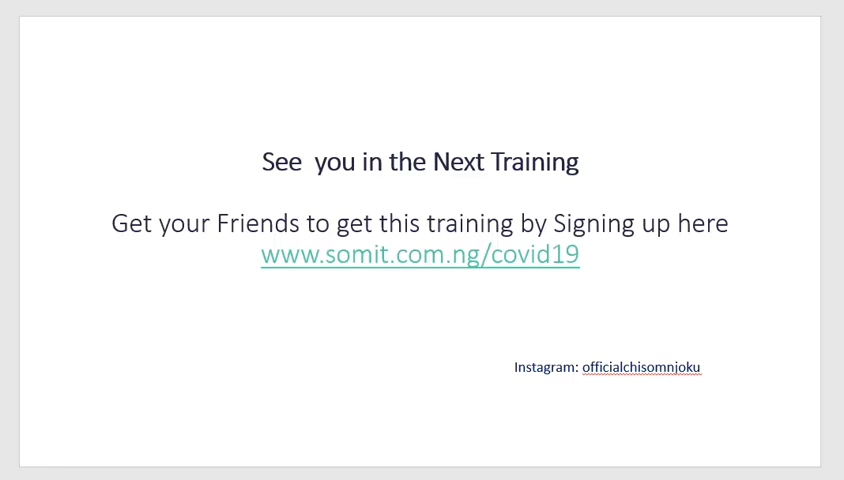 See  you in the Next Training
Get your Friends to get this training by Signing up here
www.somit.com.ng/covid19
Instagram: officialchisomnjoku